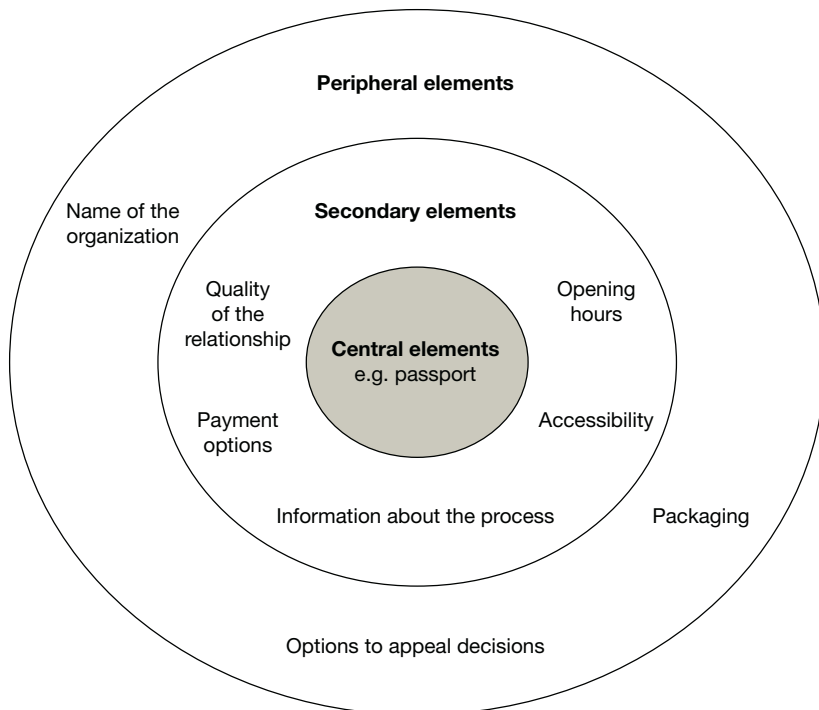 Peripheral elements
Name of the
organization
Secondary elements
Quality
of the
relationship
Opening
hours
Central elements
e.g. passport
Payment
options
Accessibility
Information about the process
Packaging
Options to appeal decisions